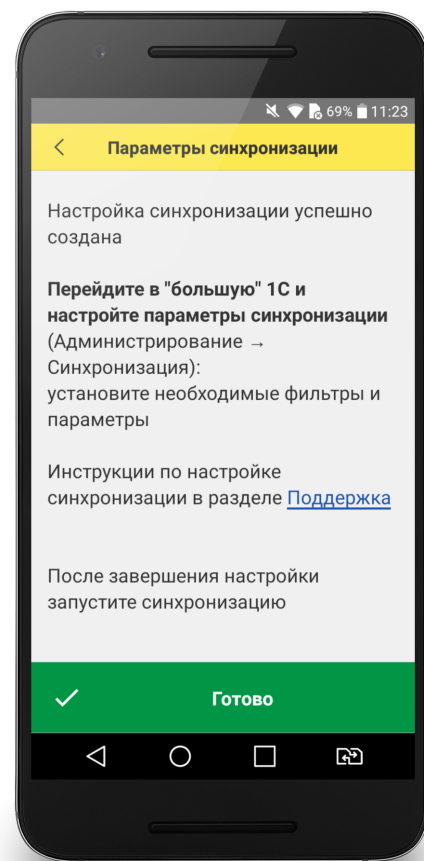 69% 11:23
Параметры синхронизации
Настройка синхронизации успешно
создана
Перейдите в "большую" 1С и
настройте параметры синхронизации
(Администрирование →
Синхронизация):
установите необходимые фильтры и
параметры
Инструкции по настройке
синхронизации в разделе Поддержка
После завершения настройки
запустите синхронизацию
Готово